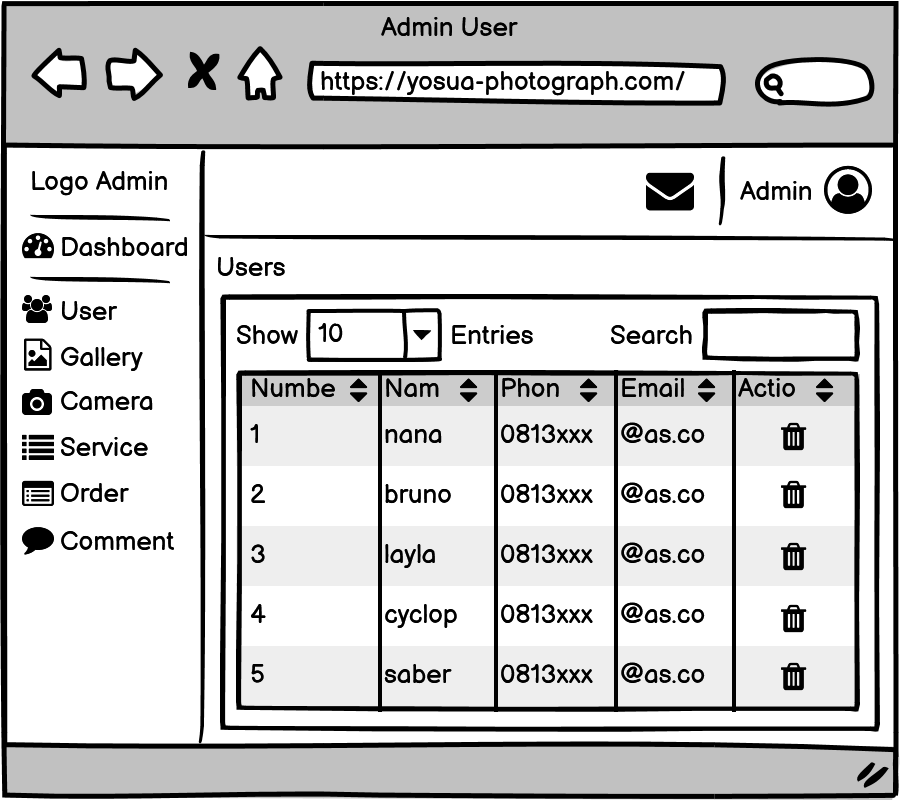 Admin User
https://yosua-photograph.com/
Logo Admin
Admin
Dashboard
Users
User
Gallery
Camera
Service
Order
Comment
Show 10 Entries Search
Numbe Nam Phon Email Actio
1 nana 0813xxx @as.co
2 bruno 0813xxx @as.co
3 layla 0813xxx @as.co
4 cyclop 0813xxx @as.co
5 saber 0813xxx @as.co